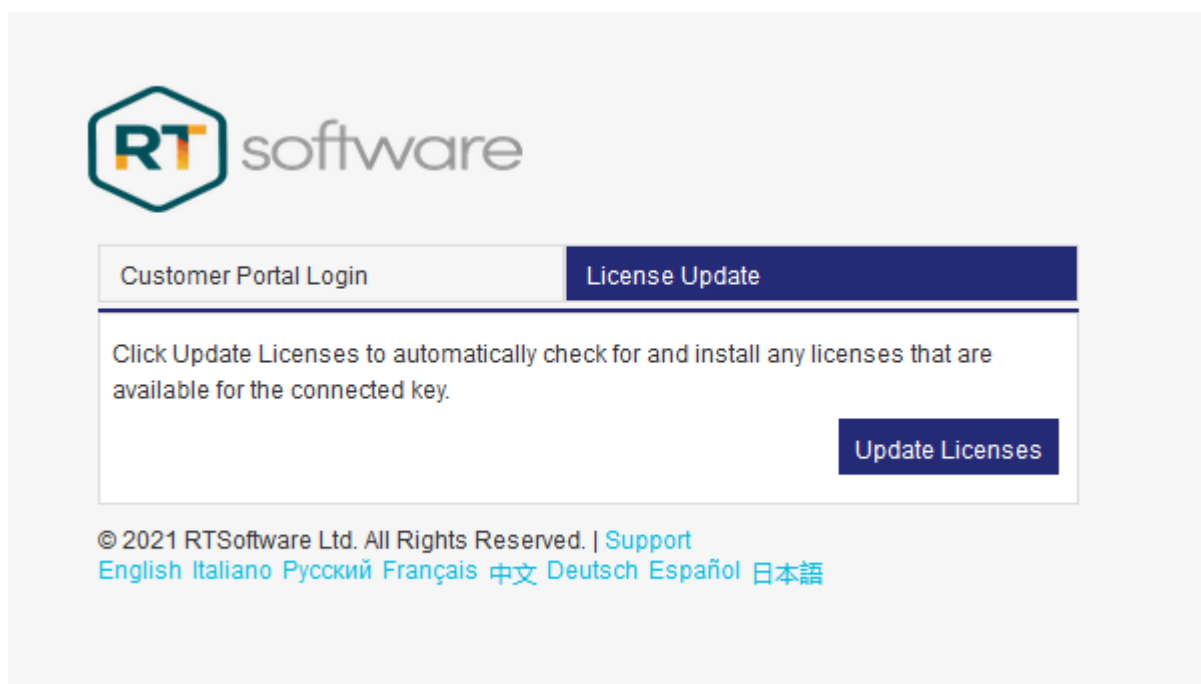 RT software
Customer Portal Login
License Update
Click Update Licenses to automatically check for and install any licenses that are
available for the connected key.
Update Licenses
© 2021 RTSoftware Ltd. All Rights Reserved. | Support
English Italiano Русский Français 中文 Deutsch Español 日本語